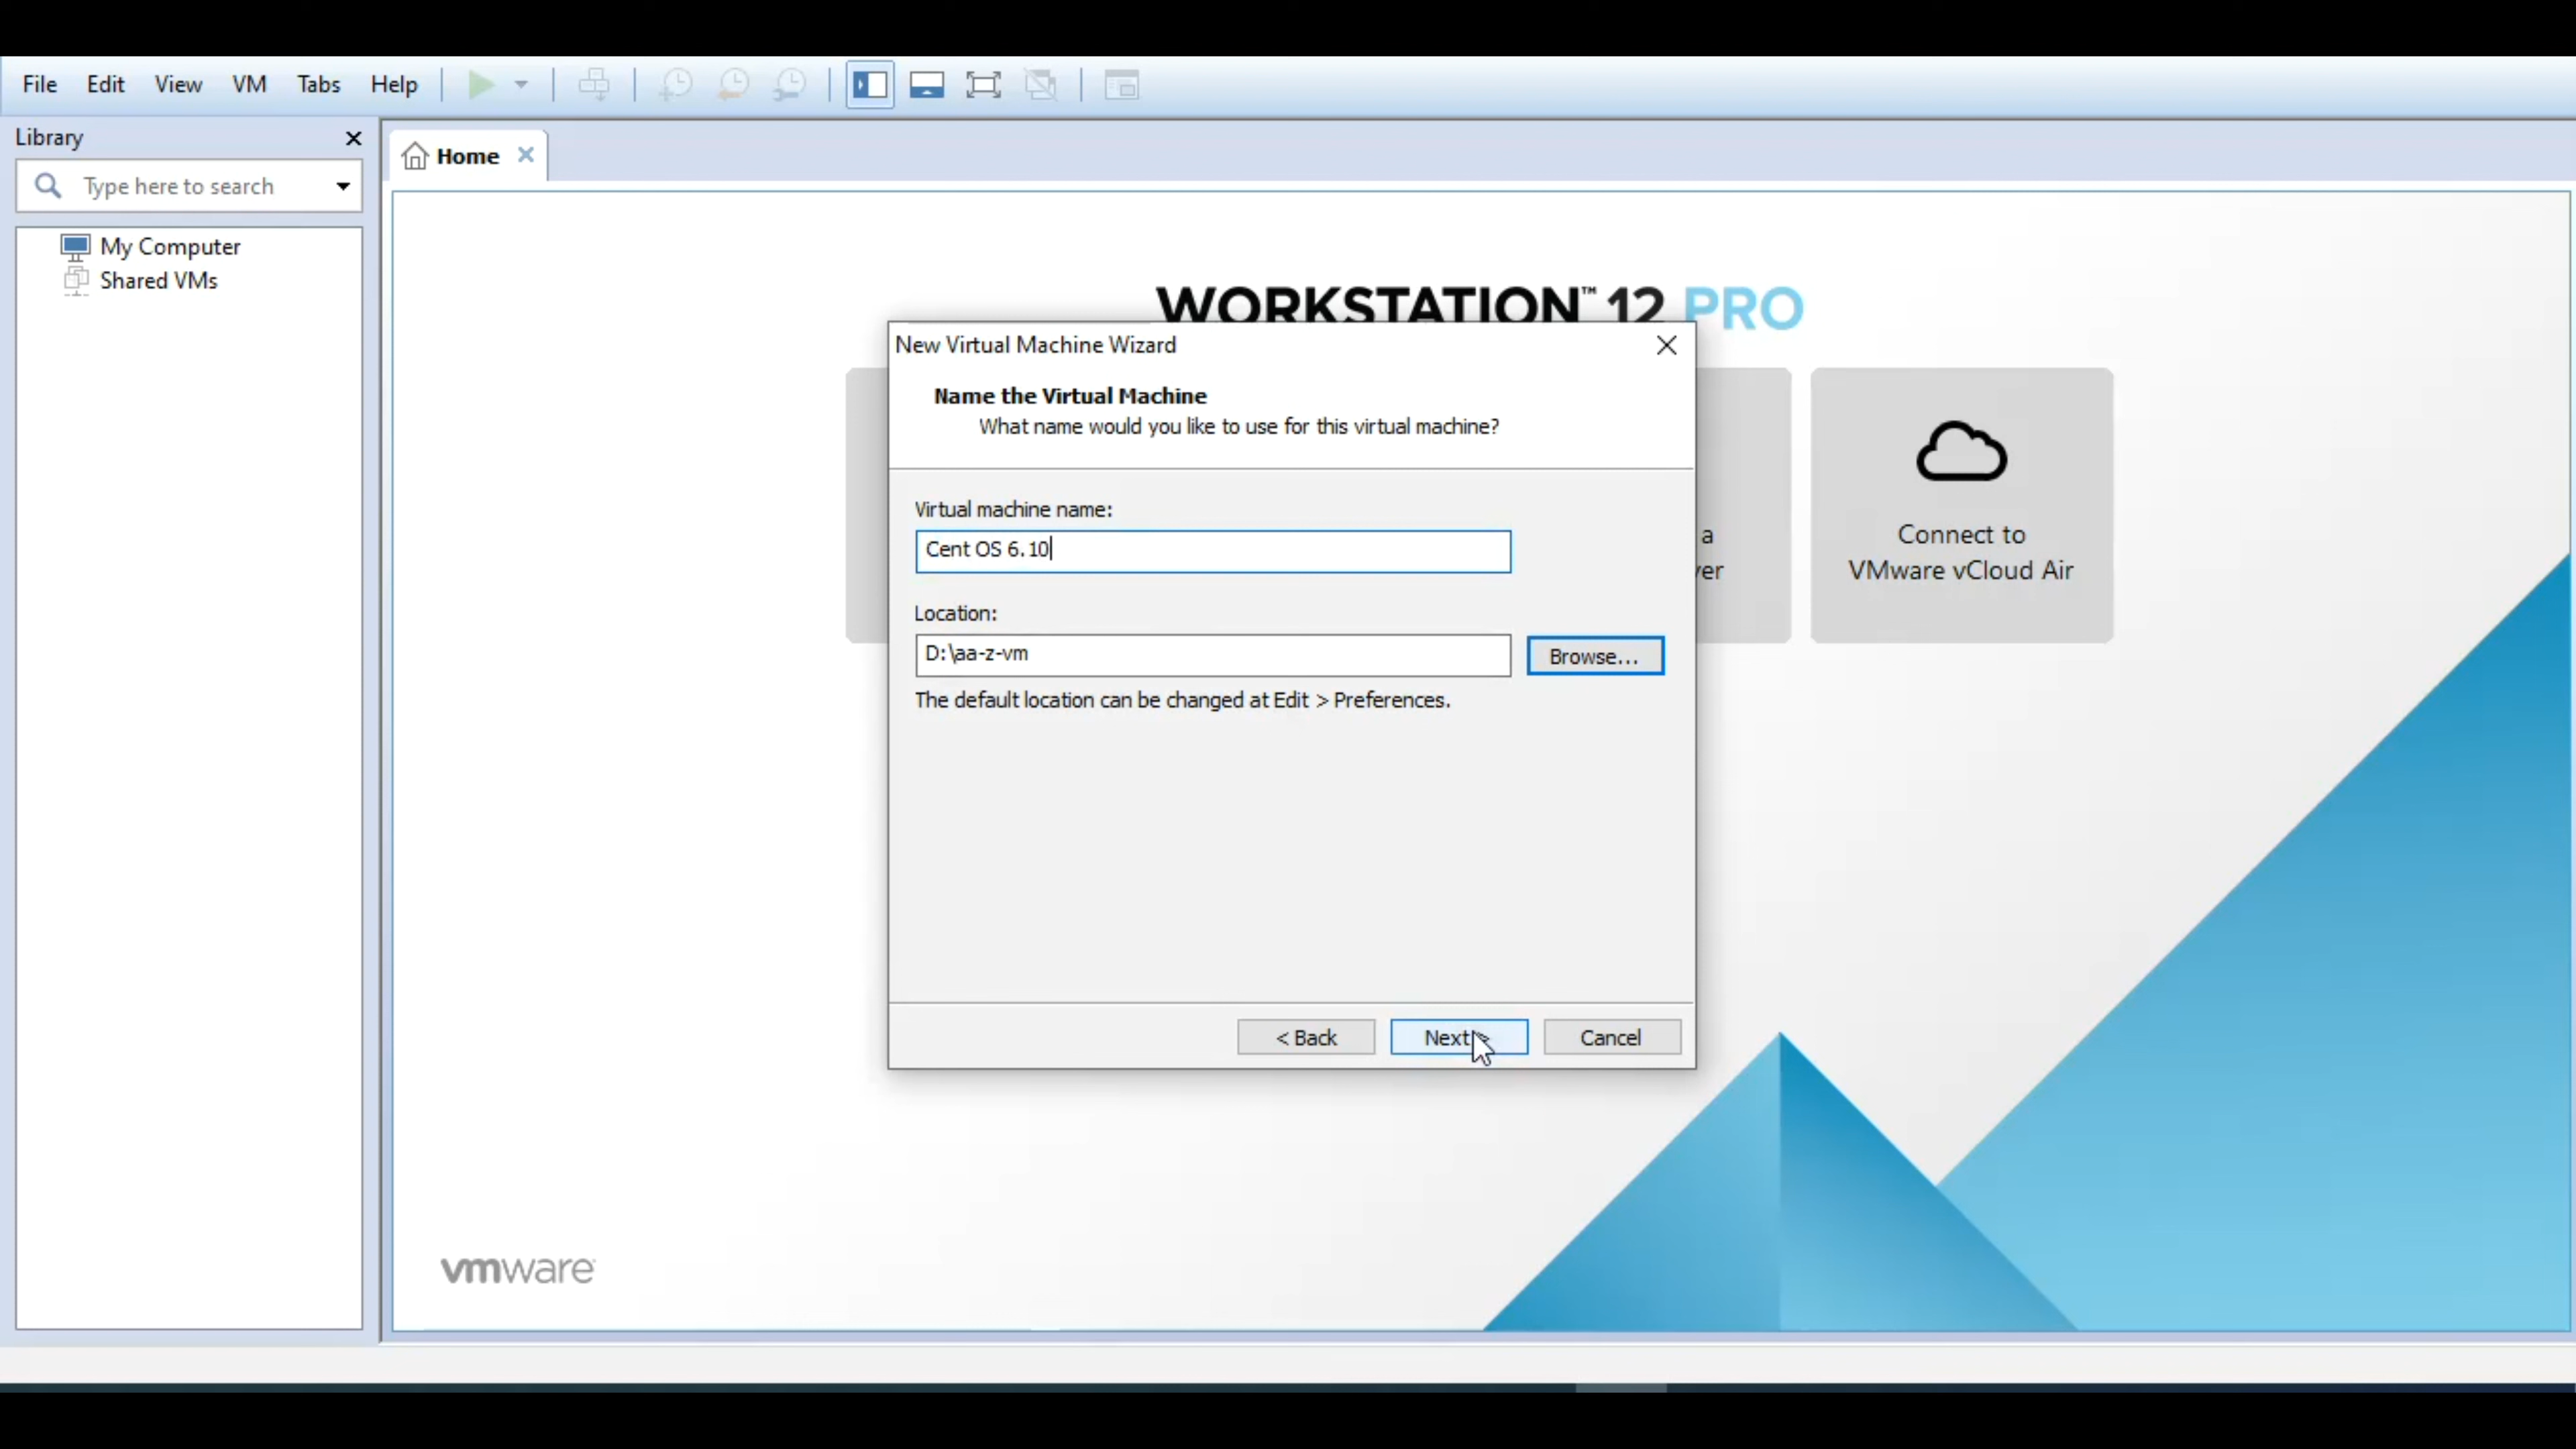 File Edit View VM Tabs Help
Library
Type here to search
My Computer
Shared VMs
Home
WORKSTATION™ 12 PRO
New Virtual Machine Wizard
Name the Virtual Machine
What name would you like to use for this virtual machine?
Virtual machine name:
Cent OS 6.10
Location:
D:\aa-z-vm
Browse...
The default location can be changed at Edit > Preferences.
< Back
Next >
Cancel
a
ver
Connect to
VMware vCloud Air
vmware